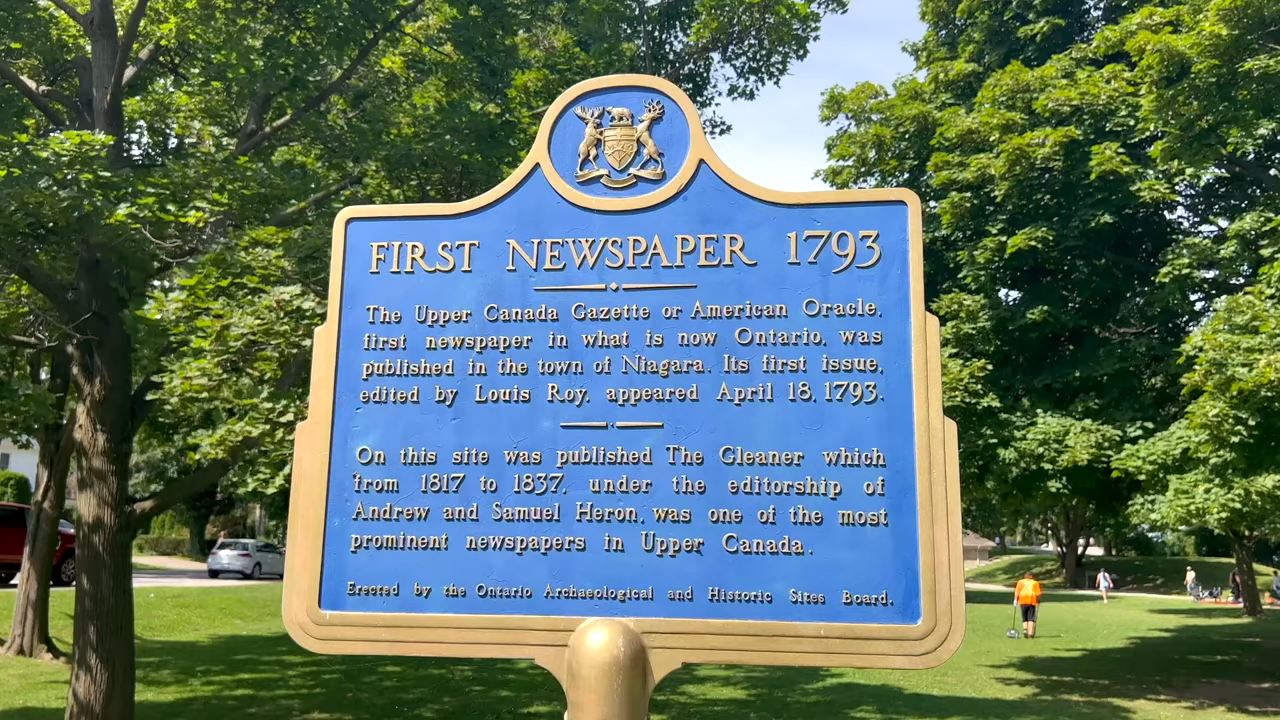 FIRST NEWSPAPER 1793
The Upper Canada Gazette or American Oracle,
first newspaper in what is now Ontario, was
published in the town of Niagara. Its first issue,
edited by Louis Roy, appeared April 18, 1793.
On this site was published The Gleaner which
from 1817 to 1837, under the editorship of
Andrew and Samuel Heron, was one of the most
prominent newspapers in Upper Canada.
Erected by the Ontario Archaeological and Historic Sites Board.